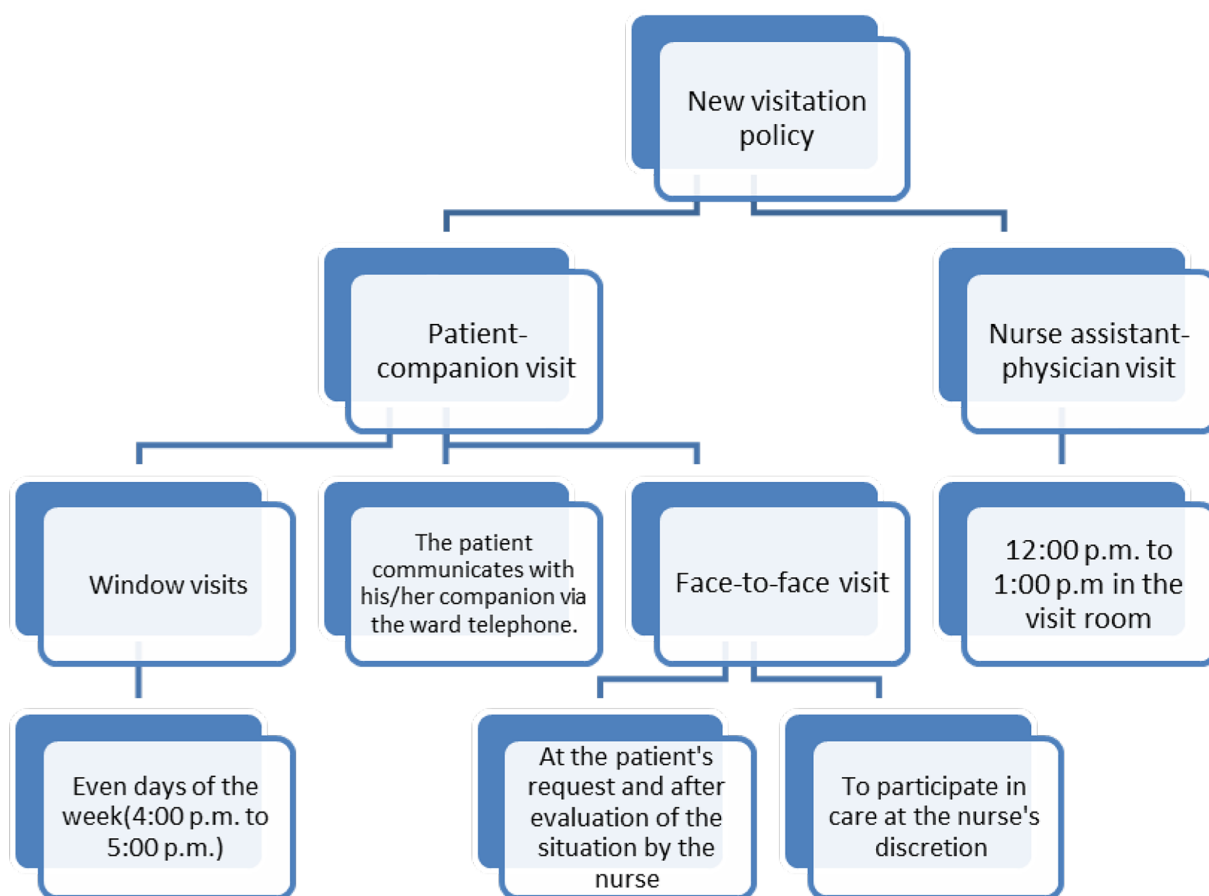 New visitation
policy
Patient-
companion visit
Nurse assistant-
physician visit
Window visits
The patient
communicates with
his/her companion via
the ward telephone.
Face-to-face visit
12:00 p.m. to
1:00 p.m in the
visit room
Even days of the
week(4:00 p.m. to
5:00 p.m.)
At the patient's
request and after
evaluation of the
situation by the
nurse
To participate in
care at the nurse's
discretion